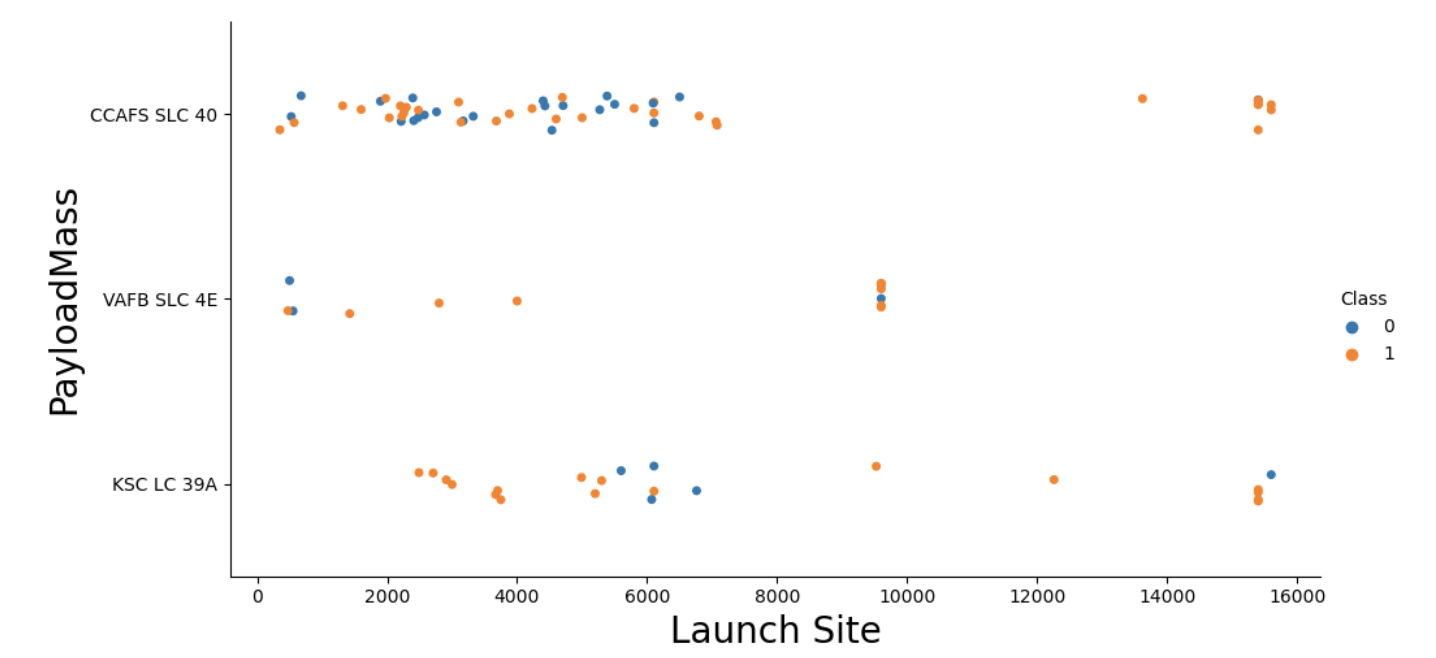 PayloadMass
CCAFS SLC 40
VAFB SLC 4E
KSC LC 39A
0 2000 4000 6000 8000 10000 12000 14000 16000
Launch Site
Class
0
1